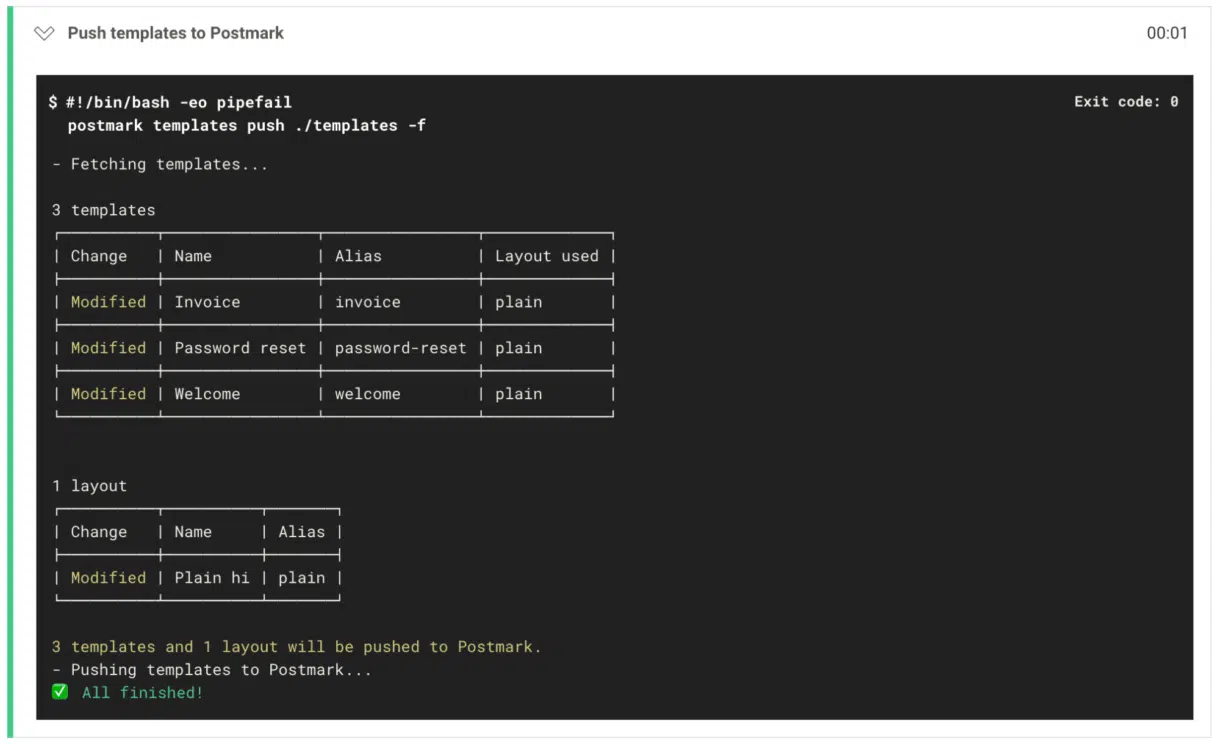 Push templates to Postmark 00:01
$ #!/bin/bash -eo pipefail Exit code: 0
postmark templates push ./templates -f
- Fetching templates...
3 templates
| Change | Name | Alias | Layout used |
| Modified | Invoice | invoice | plain |
| Modified | Password reset | password-reset | plain |
| Modified | Welcome | welcome | plain |
1 layout
| Change | Name | Alias |
| Modified | Plain hi | plain |
3 templates and 1 layout will be pushed to Postmark.
- Pushing templates to Postmark...
✅ All finished!